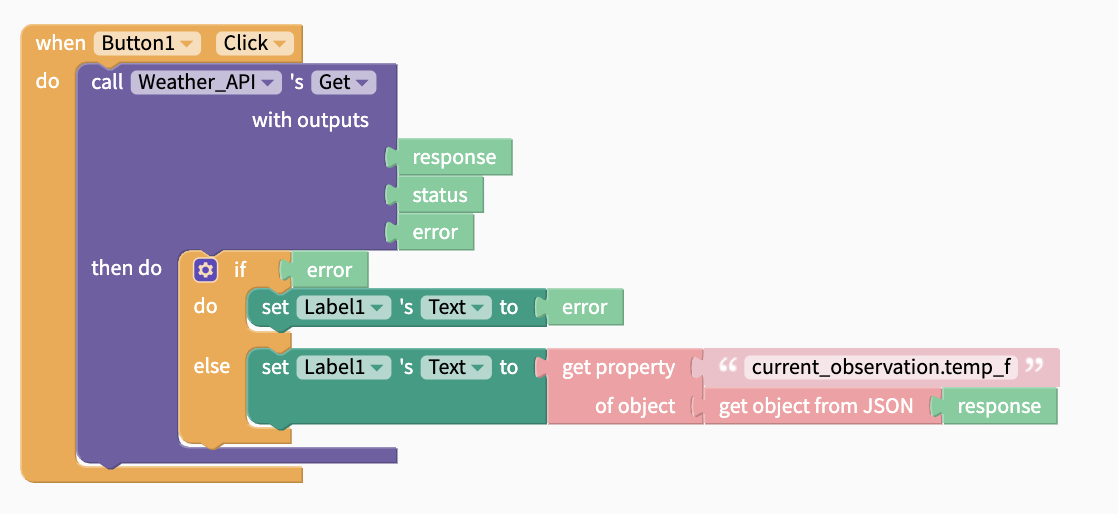 when Button1 Click
do call Weather_API 's Get
with outputs
response
status
error
then do if error
do set Label1 's Text to error
else set Label1 's Text to get property “ current_observation.temp_f ”
of object get object from JSON response